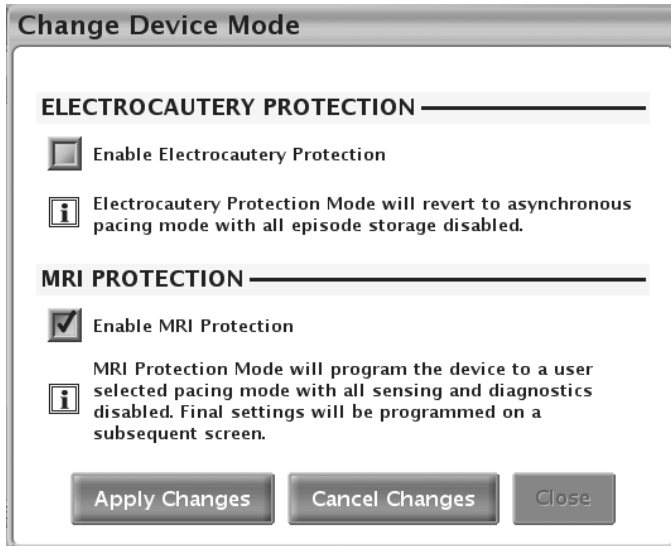 Change Device Mode
ELECTROCAUTERY PROTECTION
Enable Electrocautery Protection
Electrocautery Protection Mode will revert to asynchronous
pacing mode with all episode storage disabled.
MRI PROTECTION
Enable MRI Protection
MRI Protection Mode will program the device to a user
selected pacing mode with all sensing and diagnostics
disabled. Final settings will be programmed on a
subsequent screen.
Apply Changes
Cancel Changes
Close